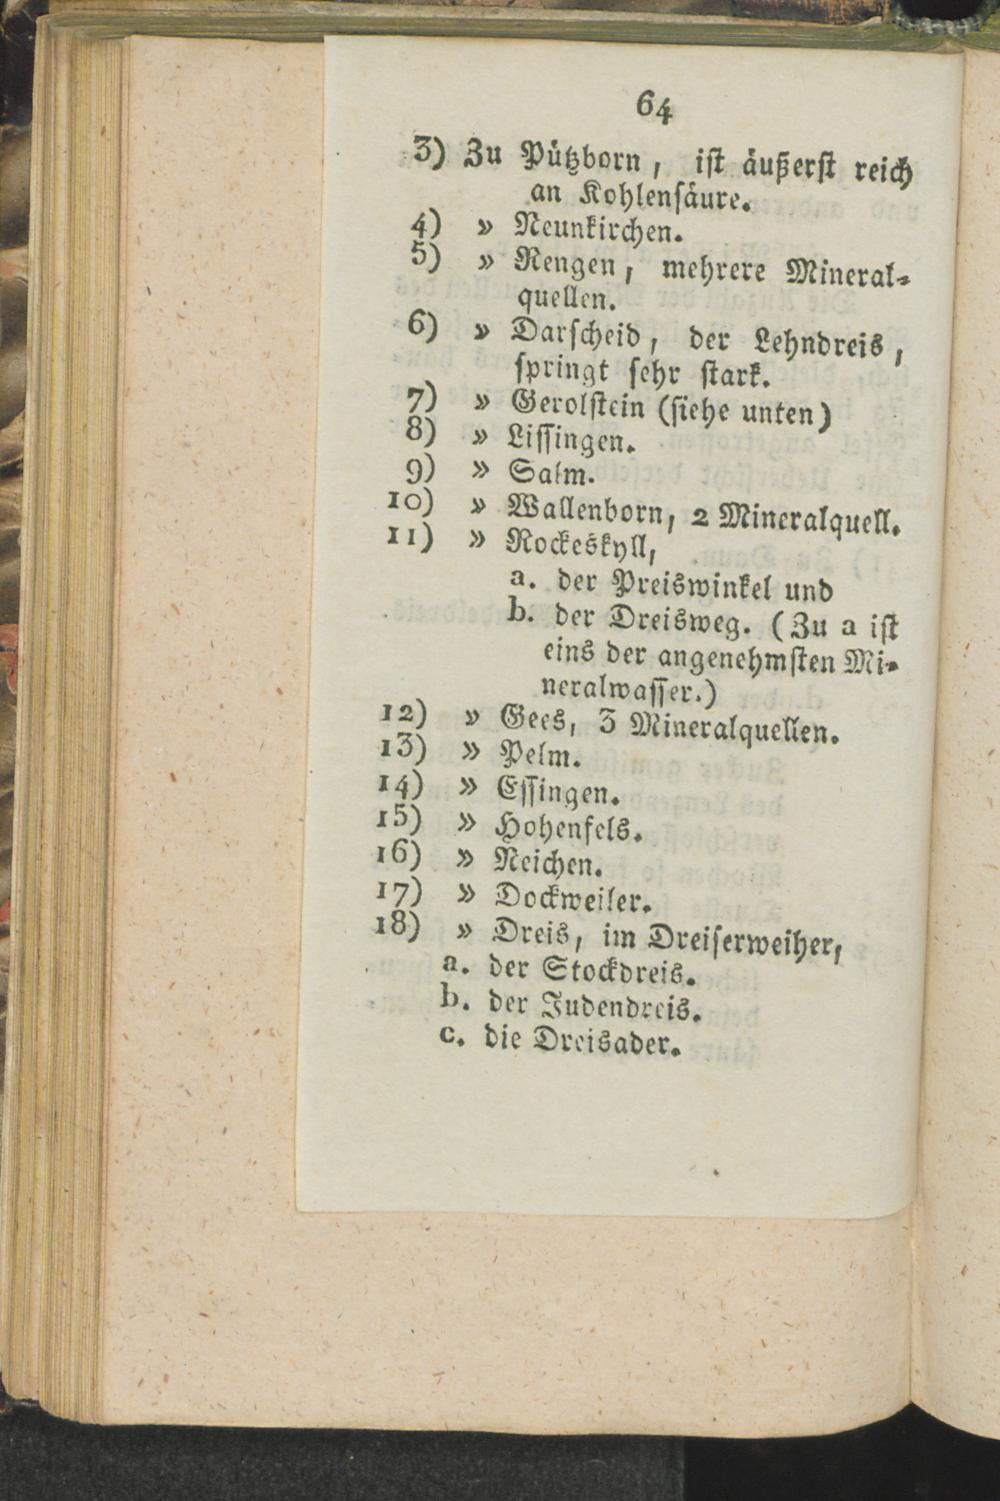 64
3) Zu Pützborn, ist äußerst reich
an Kohlensäure.
4) » Neunkirchen.
5) » Rengen, mehrere Mineral-
quellen.
6) » Darscheid, der Lehndreis,
springt sehr stark.
7) » Gerolstein (siehe unten)
8) » Lissingen.
9) » Salm.
10) » Wallenborn, 2 Mineralquell.
11) » Rockeskyll,
a. der Preiswinkel und
b. der Dreisweg. (Zu a ist
eins der angenehmsten Mi-
neralwasser.)
12) » Gees, 3 Mineralquellen.
13) » Pelm.
14) » Essingen.
15) » Hohenfels.
16) » Neichen.
17) » Dockweiler.
18) » Dreis, im Dreiserweiher,
a. der Stockdreis.
b. der Judendreis.
c. die Dreisader.